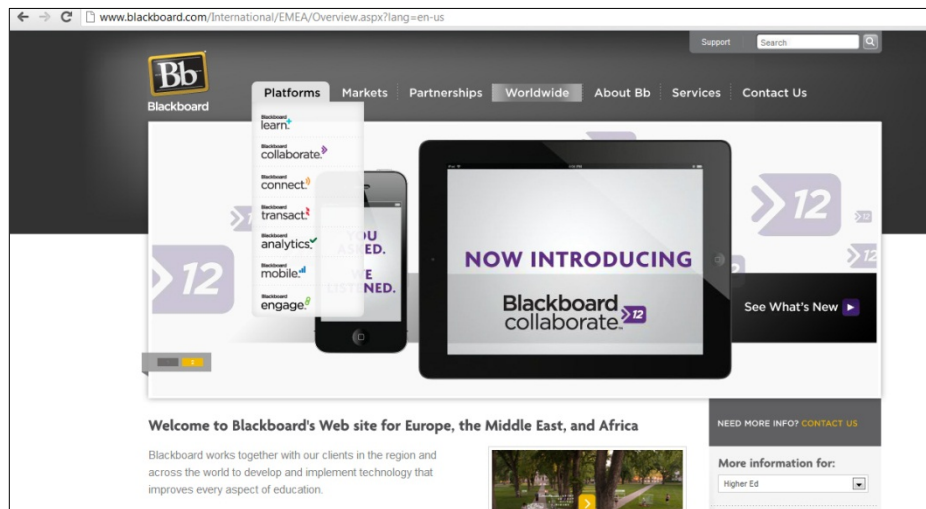 www.blackboard.com/International/EMEA/Overview.aspx?lang=en-us
Support
Search
Bb
Blackboard
Platforms
Markets
Partnerships
Worldwide
About Bb
Services
Contact Us
Blackboard
learn
Blackboard
collaborate
Blackboard
connect
Blackboard
transact
Blackboard
analytics
Blackboard
mobile
Blackboard
engage
YOU
ASKED.
WE
LISTENED.
12
12
12
12
NOW INTRODUCING
Blackboard
collaborate™ 12
See What's New
Welcome to Blackboard's Web site for Europe, the Middle East, and Africa
Blackboard works together with our clients in the region and
across the world to develop and implement technology that
improves every aspect of education.
NEED MORE INFO? CONTACT US
More information for:
Higher Ed